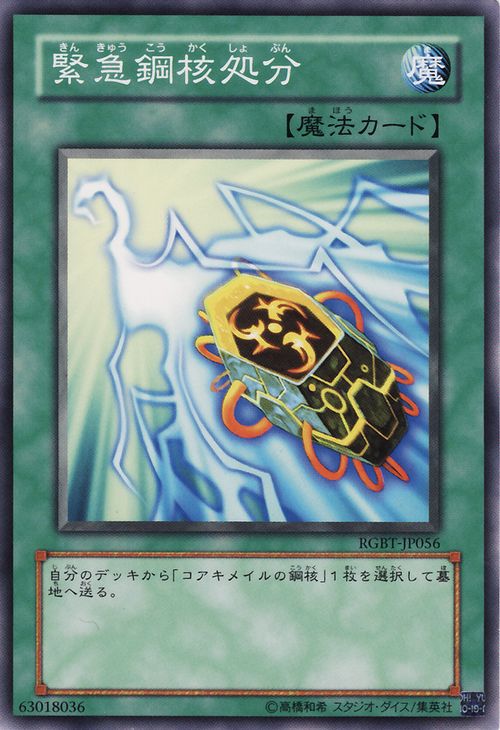 緊急鋼核処分
魔
【魔法カード】
RGBT-JP056
自分のデッキから「コアキメイルの鋼核」1枚を選択して墓
地へ送る。
63018036
©高橋和希 スタジオ・ダイス/集英社